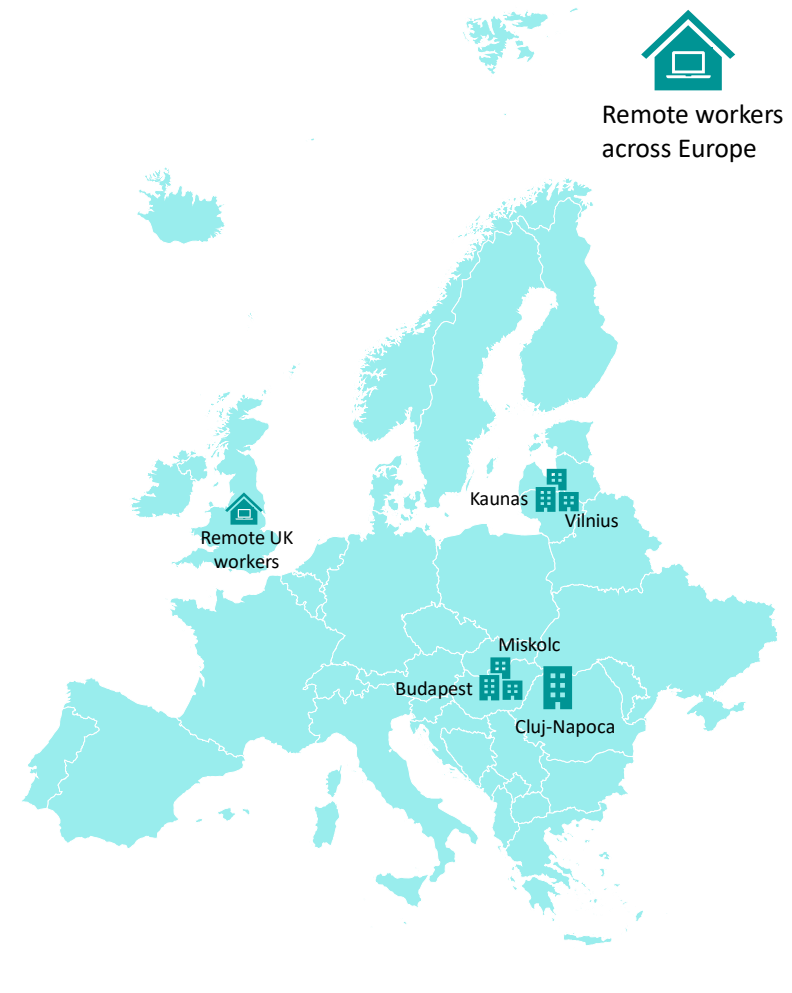 Remote workers
across Europe
Kaunas
Vilnius
Remote UK
workers
Miskolc
Budapest
Cluj-Napoca